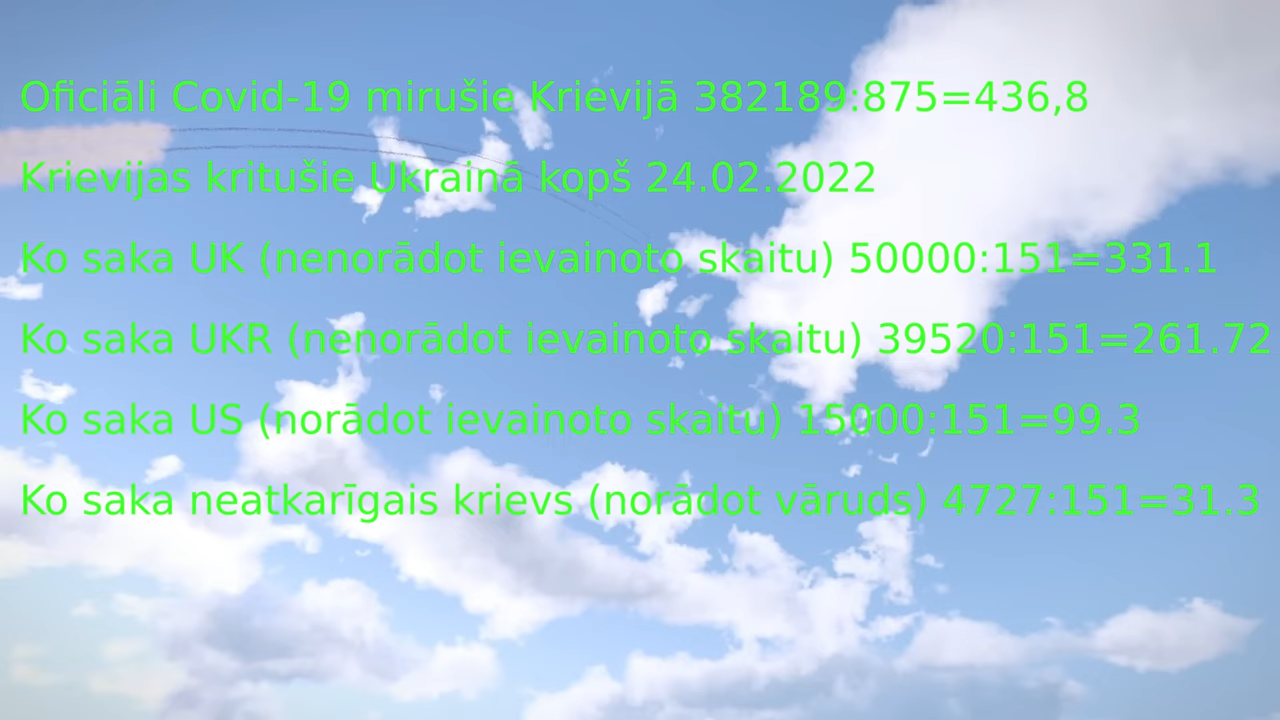 Oficiāli Covid-19 mirušie Krievijā 382189:875=436,8
Krievijas kritušie Ukrainā kopš 24.02.2022
Ko saka UK (nenorādot ievainoto skaitu) 50000:151=331.1
Ko saka UKR (nenorādot ievainoto skaitu) 39520:151=261.72
Ko saka US (norādot ievainoto skaitu) 15000:151=99.3
Ko saka neatkarīgais krievs (norādot vāruds) 4727:151=31.3